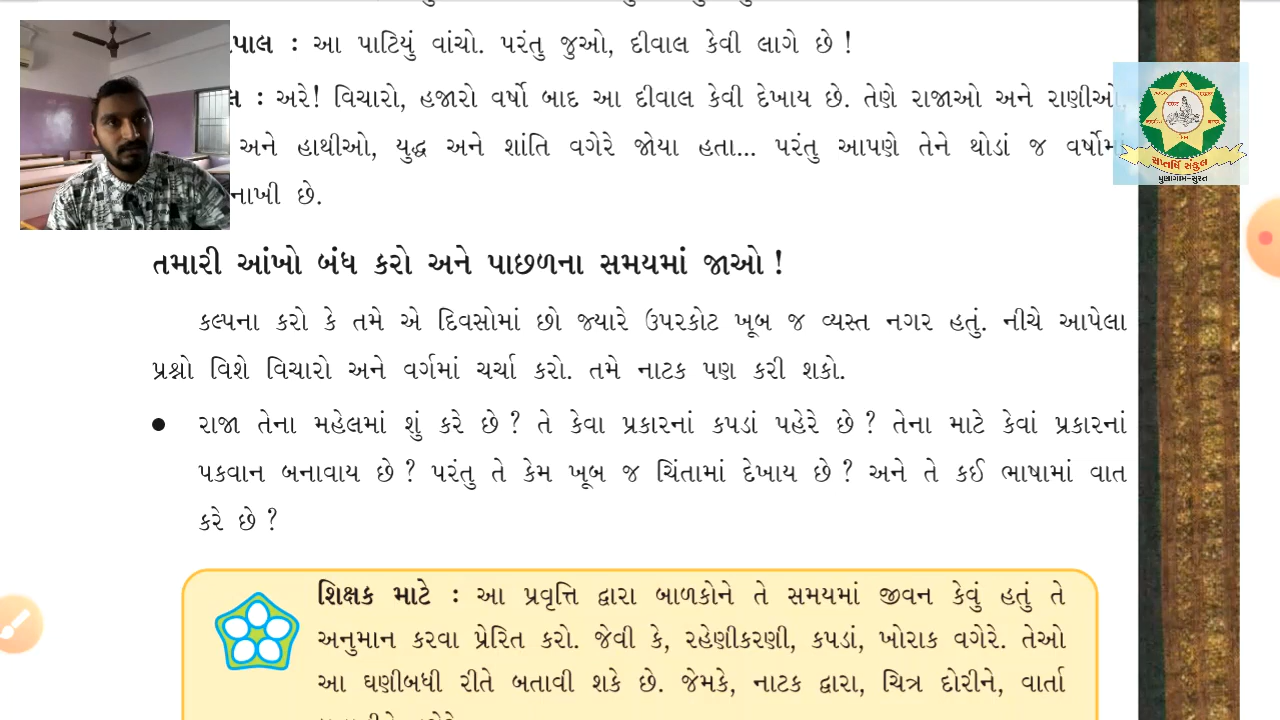 પાલ : આ પાટિયું વાંચો. પરંતુ જુઓ, દીવાલ કેવી લાગે છે !
લ : અરે! વિચારો, હજારો વર્ષો બાદ આ દીવાલ કેવી દેખાય છે. તેણે રાજાઓ અને રાણીઓ,
અને હાથીઓ, યુદ્ધ અને શાંતિ વગેરે જોયા હતા... પરંતુ આપણે તેને થોડાં જ વર્ષોમાં
નાખી છે.
સપ્તર્ષિ સંકુલ
પુણાગામ-સુરત
તમારી આંખો બંધ કરો અને પાછળના સમયમાં જાઓ !
કલ્પના કરો કે તમે એ દિવસોમાં છો જ્યારે ઉપરકોટ ખૂબ જ વ્યસ્ત નગર હતું. નીચે આપેલા
પ્રશ્નો વિશે વિચારો અને વર્ગમાં ચર્ચા કરો. તમે નાટક પણ કરી શકો.
● રાજા તેના મહેલમાં શું કરે છે ? તે કેવા પ્રકારનાં કપડાં પહેરે છે ? તેના માટે કેવાં પ્રકારનાં
પકવાન બનાવાય છે ? પરંતુ તે કેમ ખૂબ જ ચિંતામાં દેખાય છે ? અને તે કઈ ભાષામાં વાત
કરે છે ?
શિક્ષક માટે : આ પ્રવૃત્તિ દ્વારા બાળકોને તે સમયમાં જીવન કેવું હતું તે
અનુમાન કરવા પ્રેરિત કરો. જેવી કે, રહેણીકરણી, કપડાં, ખોરાક વગેરે. તેઓ
આ ઘણીબધી રીતે બતાવી શકે છે. જેમકે, નાટક દ્વારા, ચિત્ર દોરીને, વાર્તા